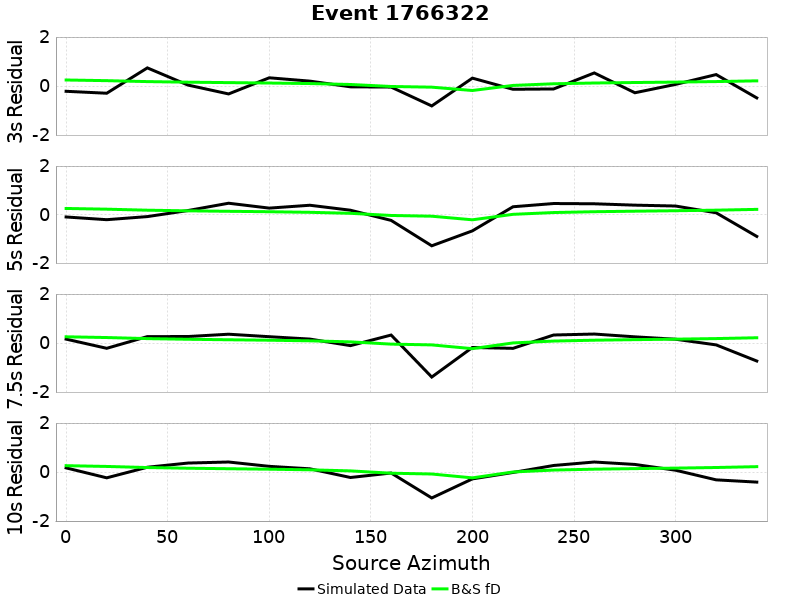 Event 1766322
3s Residual
2
0
-2
5s Residual
2
0
-2
7.5s Residual
2
0
-2
10s Residual
2
0
-2
0 50 100 150 200 250 300
Source Azimuth
Simulated Data B&S fD